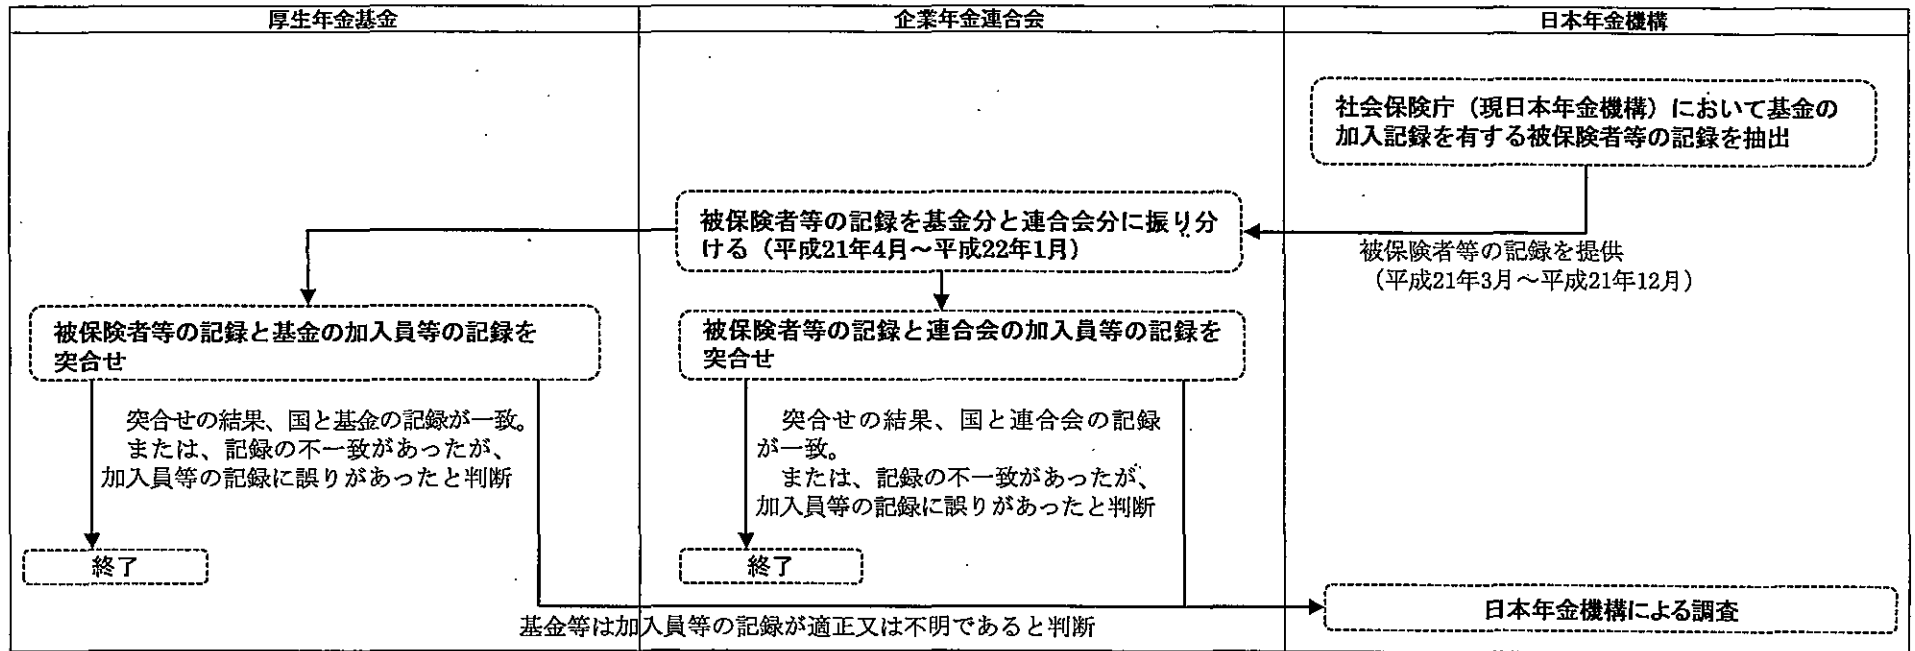 厚生年金基金
企業年金連合会
日本年金機構
社会保険庁（現日本年金機構）において基金の
加入記録を有する被保険者等の記録を抽出
被保険者等の記録を基金分と連合会分に振り分
ける（平成21年4月～平成22年1月）
被保険者等の記録を提供
（平成21年3月～平成21年12月）
被保険者等の記録と基金の加入員等の記録を
突合せ
被保険者等の記録と連合会の加入員等の記録を
突合せ
突合せの結果、国と基金の記録が一致。
または、記録の不一致があったが、
加入員等の記録に誤りがあったと判断
突合せの結果、国と連合会の記録
が一致。
または、記録の不一致があったが、
加入員等の記録に誤りがあったと判断
終了
終了
日本年金機構による調査
基金等は加入員等の記録が適正又は不明であると判断